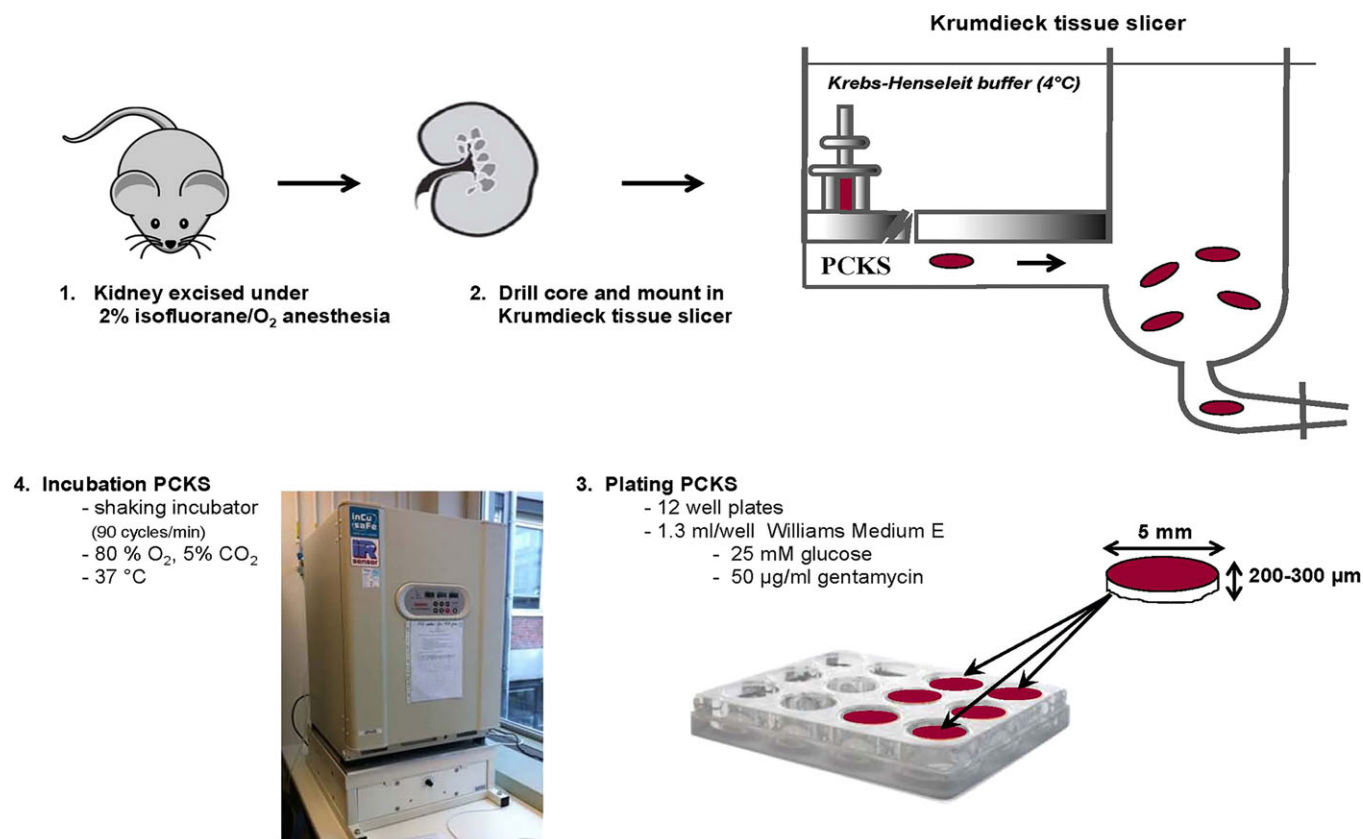 Krumdieck tissue slicer
Krebs-Henseleit buffer (4°C)
PCKS
1. Kidney excised under
2% isofluorane/O₂ anesthesia
2. Drill core and mount in
Krumdieck tissue slicer
4. Incubation PCKS
- shaking incubator
(90 cycles/min)
- 80 % O₂, 5% CO₂
- 37 °C
inCu
saFe
IR
sensor
3. Plating PCKS
- 12 well plates
- 1.3 ml/well Williams Medium E
- 25 mM glucose
- 50 µg/ml gentamycin
5 mm
200-300 µm